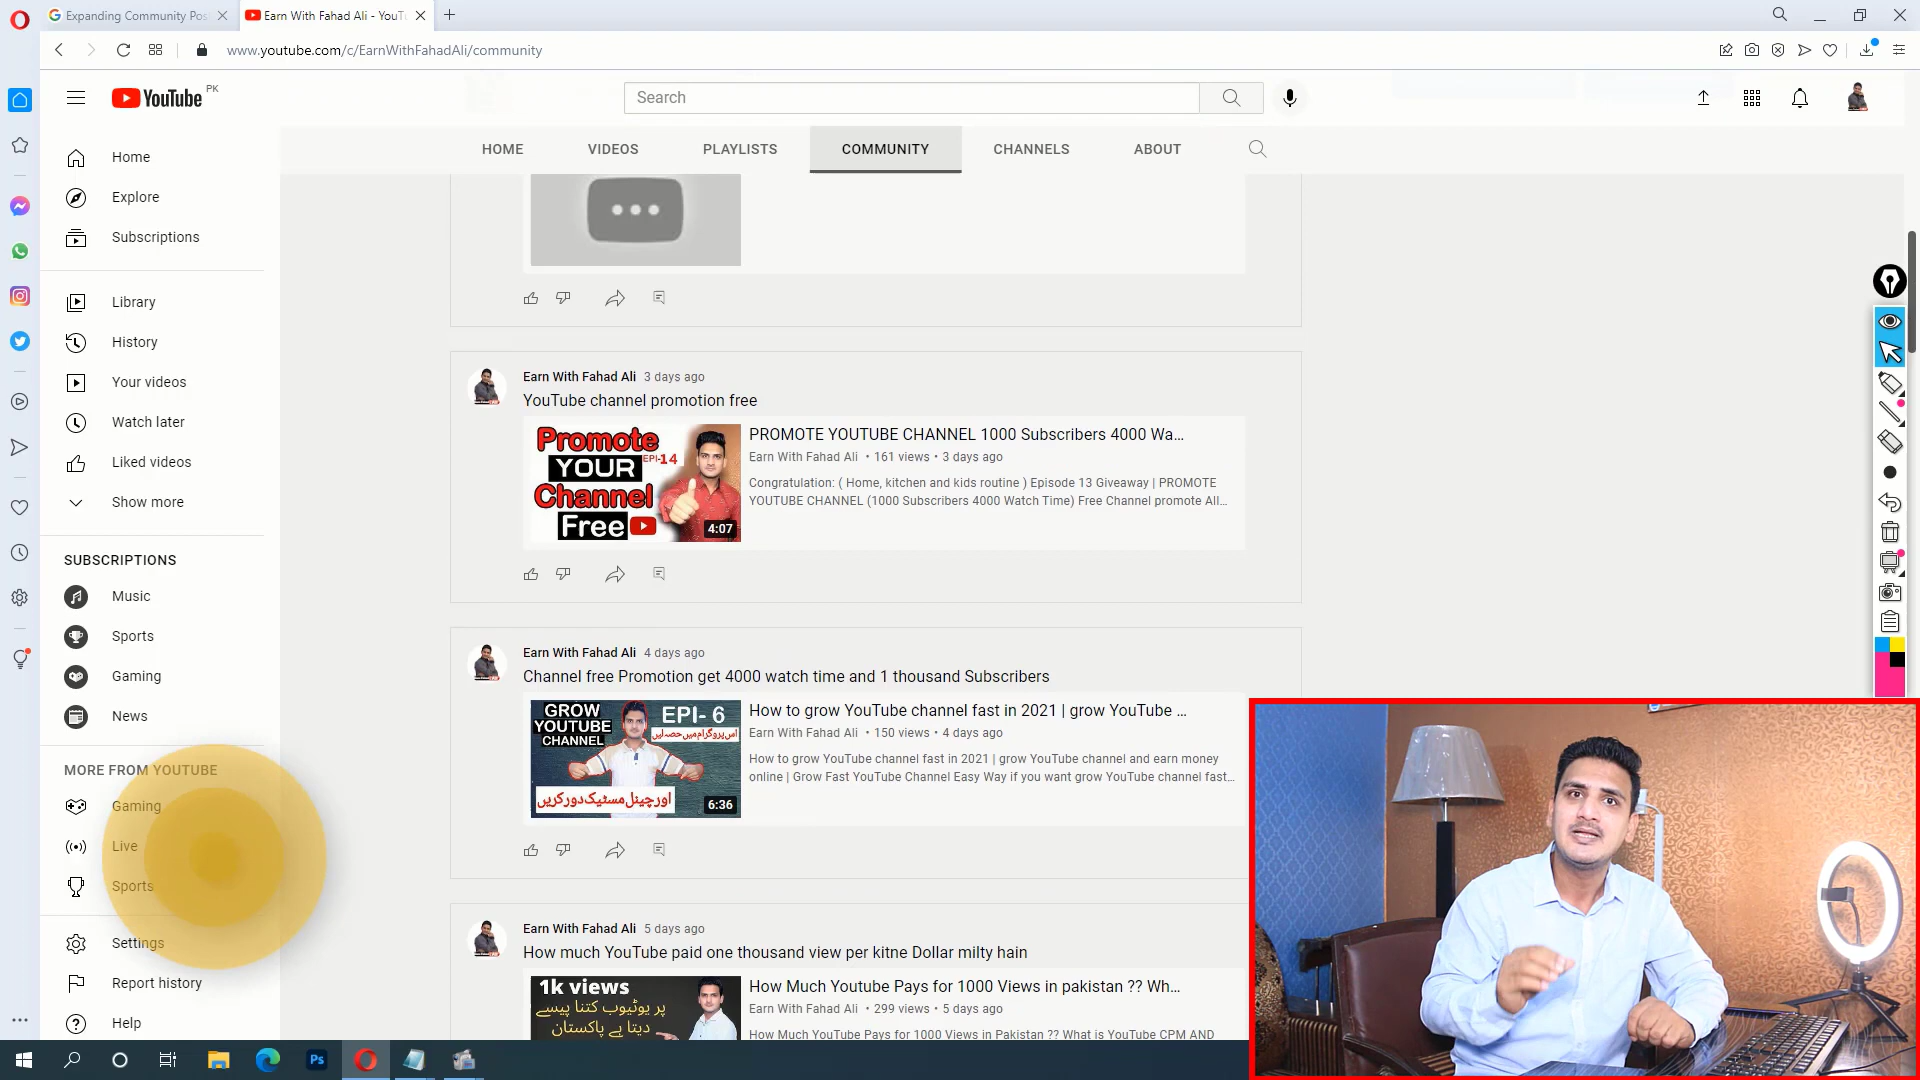 Expanding Community Pos
Earn With Fahad Ali - YouT
www.youtube.com/c/EarnWithFahadAli/community
YouTube PK
Search
HOME
VIDEOS
PLAYLISTS
COMMUNITY
CHANNELS
ABOUT
Home
Explore
Subscriptions
Library
History
Your videos
Watch later
Liked videos
Show more
SUBSCRIPTIONS
Music
Sports
Gaming
News
MORE FROM YOUTUBE
Gaming
Live
Sports
Settings
Report history
Help
Earn With Fahad Ali 3 days ago
YouTube channel promotion free
Promote
YOUR EPI-14
Channel
Free
4:07
PROMOTE YOUTUBE CHANNEL 1000 Subscribers 4000 Wa...
Earn With Fahad Ali • 161 views • 3 days ago
Congratulation: ( Home, kitchen and kids routine ) Episode 13 Giveaway | PROMOTE
YOUTUBE CHANNEL (1000 Subscribers 4000 Watch Time) Free Channel promote All...
Earn With Fahad Ali 4 days ago
Channel free Promotion get 4000 watch time and 1 thousand Subscribers
GROW
YOUTUBE
CHANNEL
EPI- 6
اس پروگرام میں حصہ لیں
اور چینل مسٹیک دور کریں
6:36
How to grow YouTube channel fast in 2021 | grow YouTube ...
Earn With Fahad Ali • 150 views • 4 days ago
How to grow YouTube channel fast in 2021 | grow YouTube channel and earn money
online | Grow Fast YouTube Channel Easy Way if you want grow YouTube channel fast...
Earn With Fahad Ali 5 days ago
How much YouTube paid one thousand view per kitne Dollar milty hain
1k views
پر یوٹیوب کتنا پیسے
دیتا ہے پاکستان
How Much Youtube Pays for 1000 Views in pakistan ?? Wh...
Earn With Fahad Ali • 299 views • 5 days ago
How Much YouTube Pays for 1000 Views in Pakistan ?? What is YouTube CPM AND
Ps